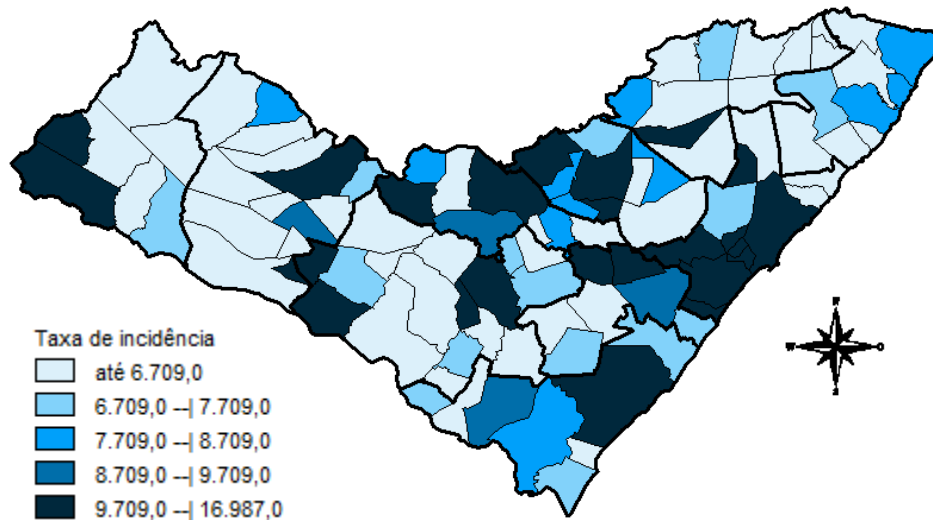 Taxa de incidência
até 6.709,0
6.709,0 --| 7.709,0
7.709,0 --| 8.709,0
8.709,0 --| 9.709,0
9.709,0 --| 16.987,0
W
O